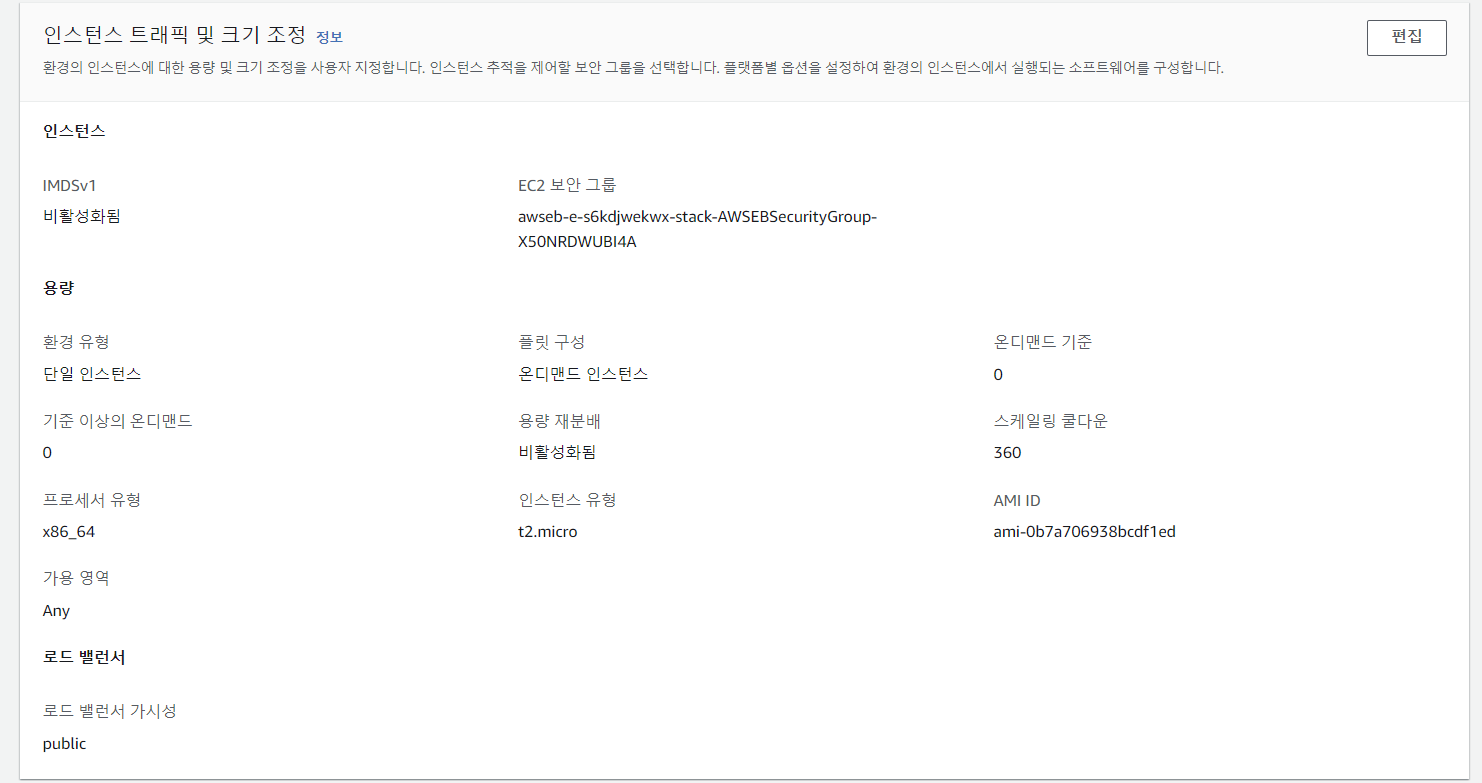 인스턴스 트래픽 및 크기 조정 정보
편집
환경의 인스턴스에 대한 용량 및 크기 조정을 사용자 지정합니다. 인스턴스 추적을 제어할 보안 그룹을 선택합니다. 플랫폼별 옵션을 설정하여 환경의 인스턴스에서 실행되는 소프트웨어를 구성합니다.
인스턴스
IMDSv1
비활성화됨
EC2 보안 그룹
awseb-e-s6kdjwekwx-stack-AWSEBSecurityGroup-
X50NRDWUBI4A
용량
환경 유형
단일 인스턴스
플릿 구성
온디맨드 인스턴스
온디맨드 기준
0
기준 이상의 온디맨드
0
용량 재분배
비활성화됨
스케일링 쿨다운
360
프로세서 유형
x86_64
인스턴스 유형
t2.micro
AMI ID
ami-0b7a706938bcdf1ed
가용 영역
Any
로드 밸런서
로드 밸런서 가시성
public